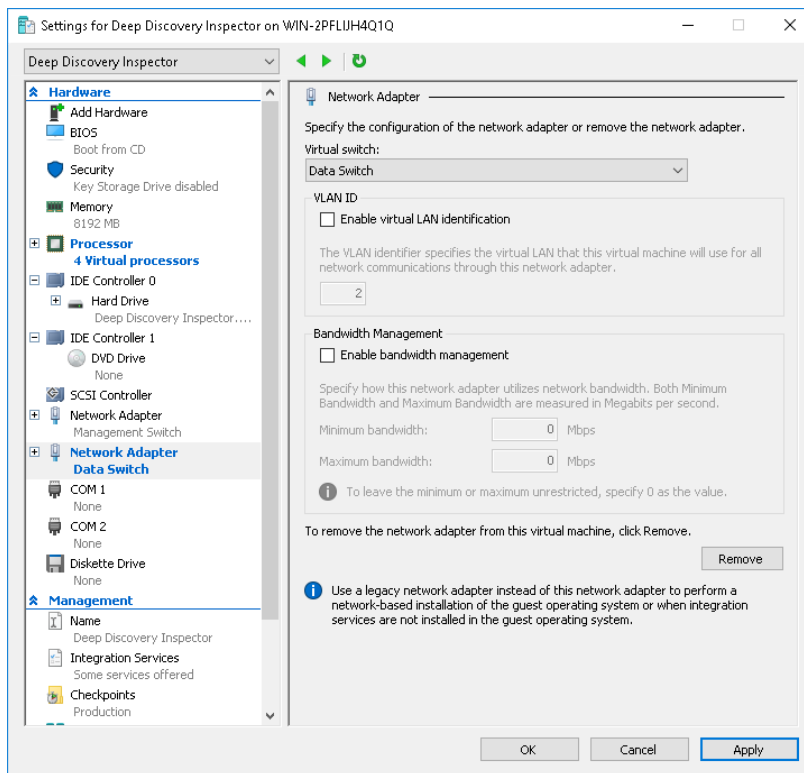 Settings for Deep Discovery Inspector on WIN-2PFLIJH4Q1Q
Deep Discovery Inspector
Hardware
Add Hardware
BIOS
Boot from CD
Security
Key Storage Drive disabled
Memory
8192 MB
Processor
4 Virtual processors
IDE Controller 0
Hard Drive
Deep Discovery Inspector....
IDE Controller 1
DVD Drive
None
SCSI Controller
Network Adapter
Management Switch
Network Adapter
Data Switch
COM 1
None
COM 2
None
Diskette Drive
None
Management
Name
Deep Discovery Inspector
Integration Services
Some services offered
Checkpoints
Production
Network Adapter
Specify the configuration of the network adapter or remove the network adapter.
Virtual switch:
Data Switch
VLAN ID
Enable virtual LAN identification
The VLAN identifier specifies the virtual LAN that this virtual machine will use for all
network communications through this network adapter.
2
Bandwidth Management
Enable bandwidth management
Specify how this network adapter utilizes network bandwidth. Both Minimum
Bandwidth and Maximum Bandwidth are measured in Megabits per second.
Minimum bandwidth: 0 Mbps
Maximum bandwidth: 0 Mbps
To leave the minimum or maximum unrestricted, specify 0 as the value.
To remove the network adapter from this virtual machine, click Remove.
Remove
Use a legacy network adapter instead of this network adapter to perform a
network-based installation of the guest operating system or when integration
services are not installed in the guest operating system.
OK Cancel Apply